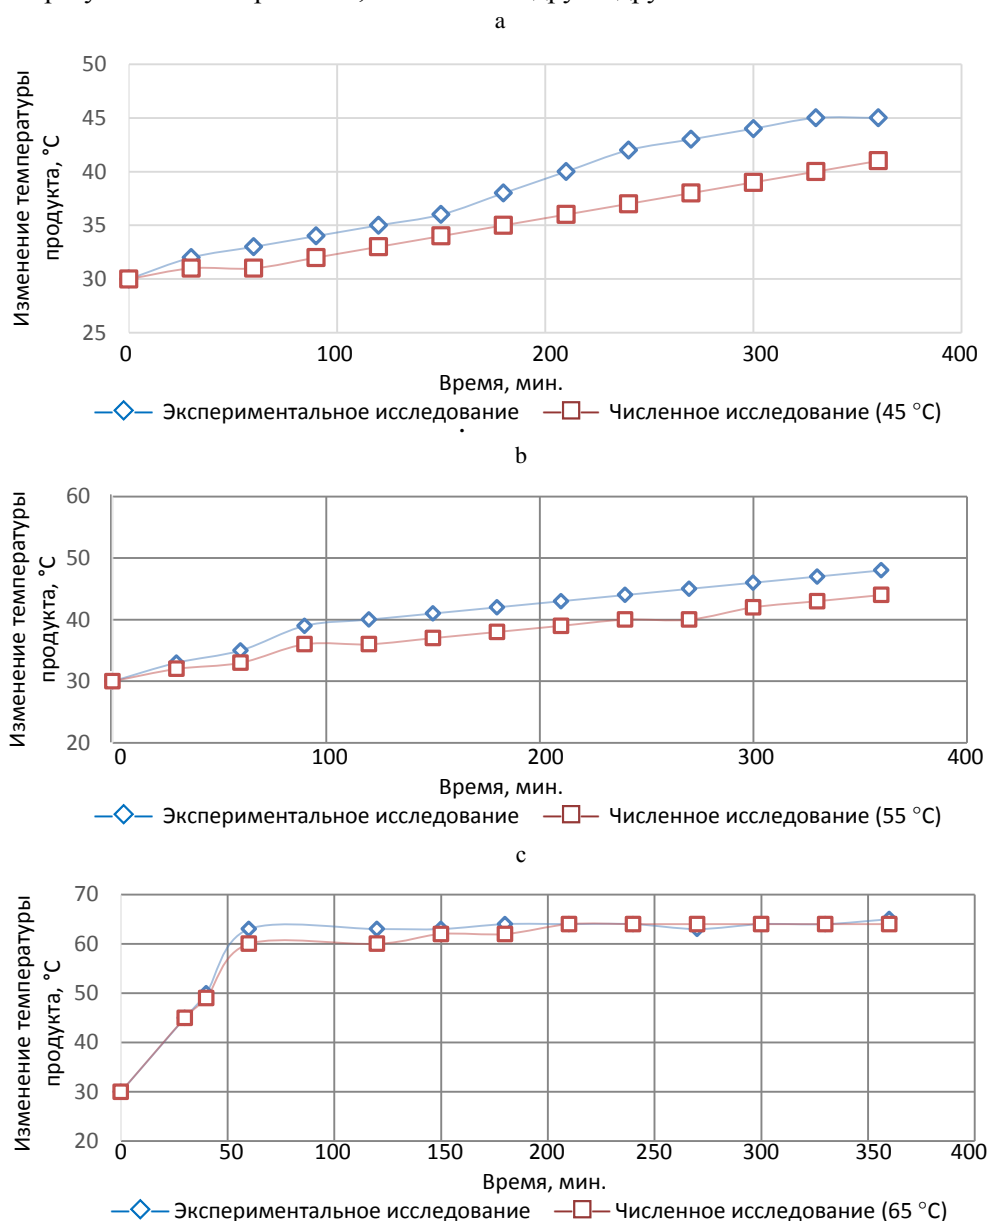 a
Изменение температуры
продукта, °C
50
45
40
35
30
25
0 100 200 300 400
Время, мин.
Экспериментальное исследование Численное исследование (45 °C)
b
Изменение температуры
продукта, °C
60
50
40
30
20
0 100 200 300 400
Время, мин.
Экспериментальное исследование Численное исследование (55 °C)
c
Изменение температуры
продукта, °C
70
60
50
40
30
20
0 50 100 150 200 250 300 350 400
Время, мин.
Экспериментальное исследование Численное исследование (65 °C)